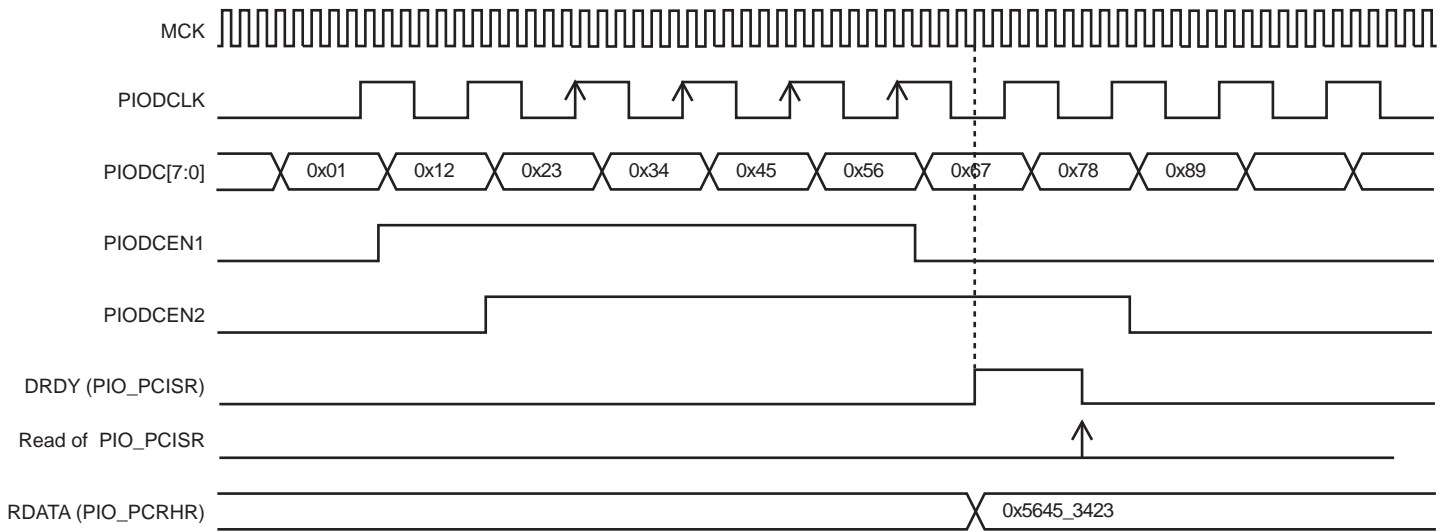 MCK
PIODCLK
PIODC[7:0] 0x01 0x12 0x23 0x34 0x45 0x56 0x67 0x78 0x89
PIODCEN1
PIODCEN2
DRDY (PIO_PCISR)
Read of PIO_PCISR
RDATA (PIO_PCRHR) 0x5645_3423